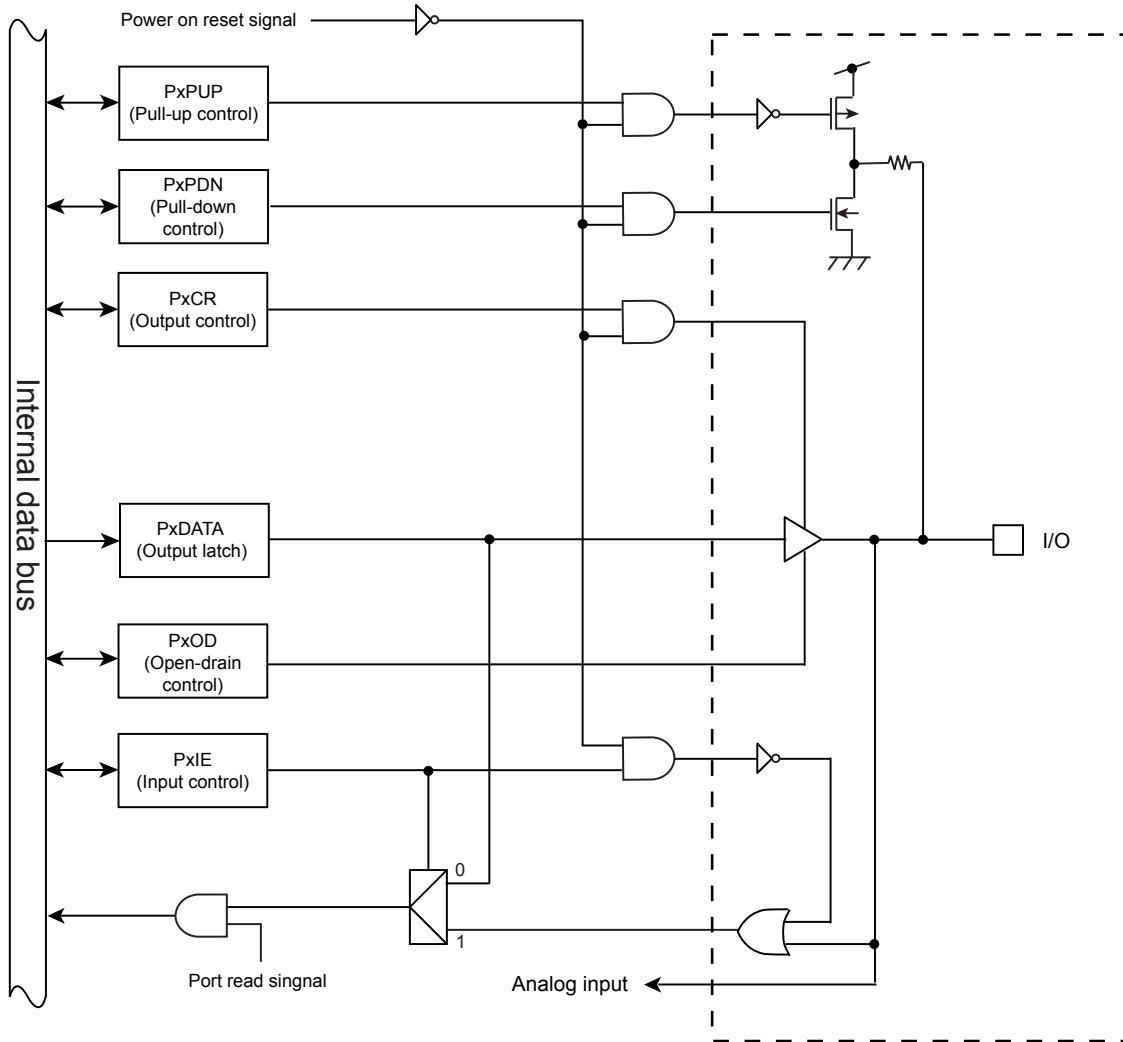 Power on reset signal
PxPUP
(Pull-up control)
PxPDN
(Pull-down
control)
PxCR
(Output control)
Internal data bus
PxDATA
(Output latch)
I/O
PxOD
(Open-drain
control)
PxIE
(Input control)
0
1
Port read singnal
Analog input